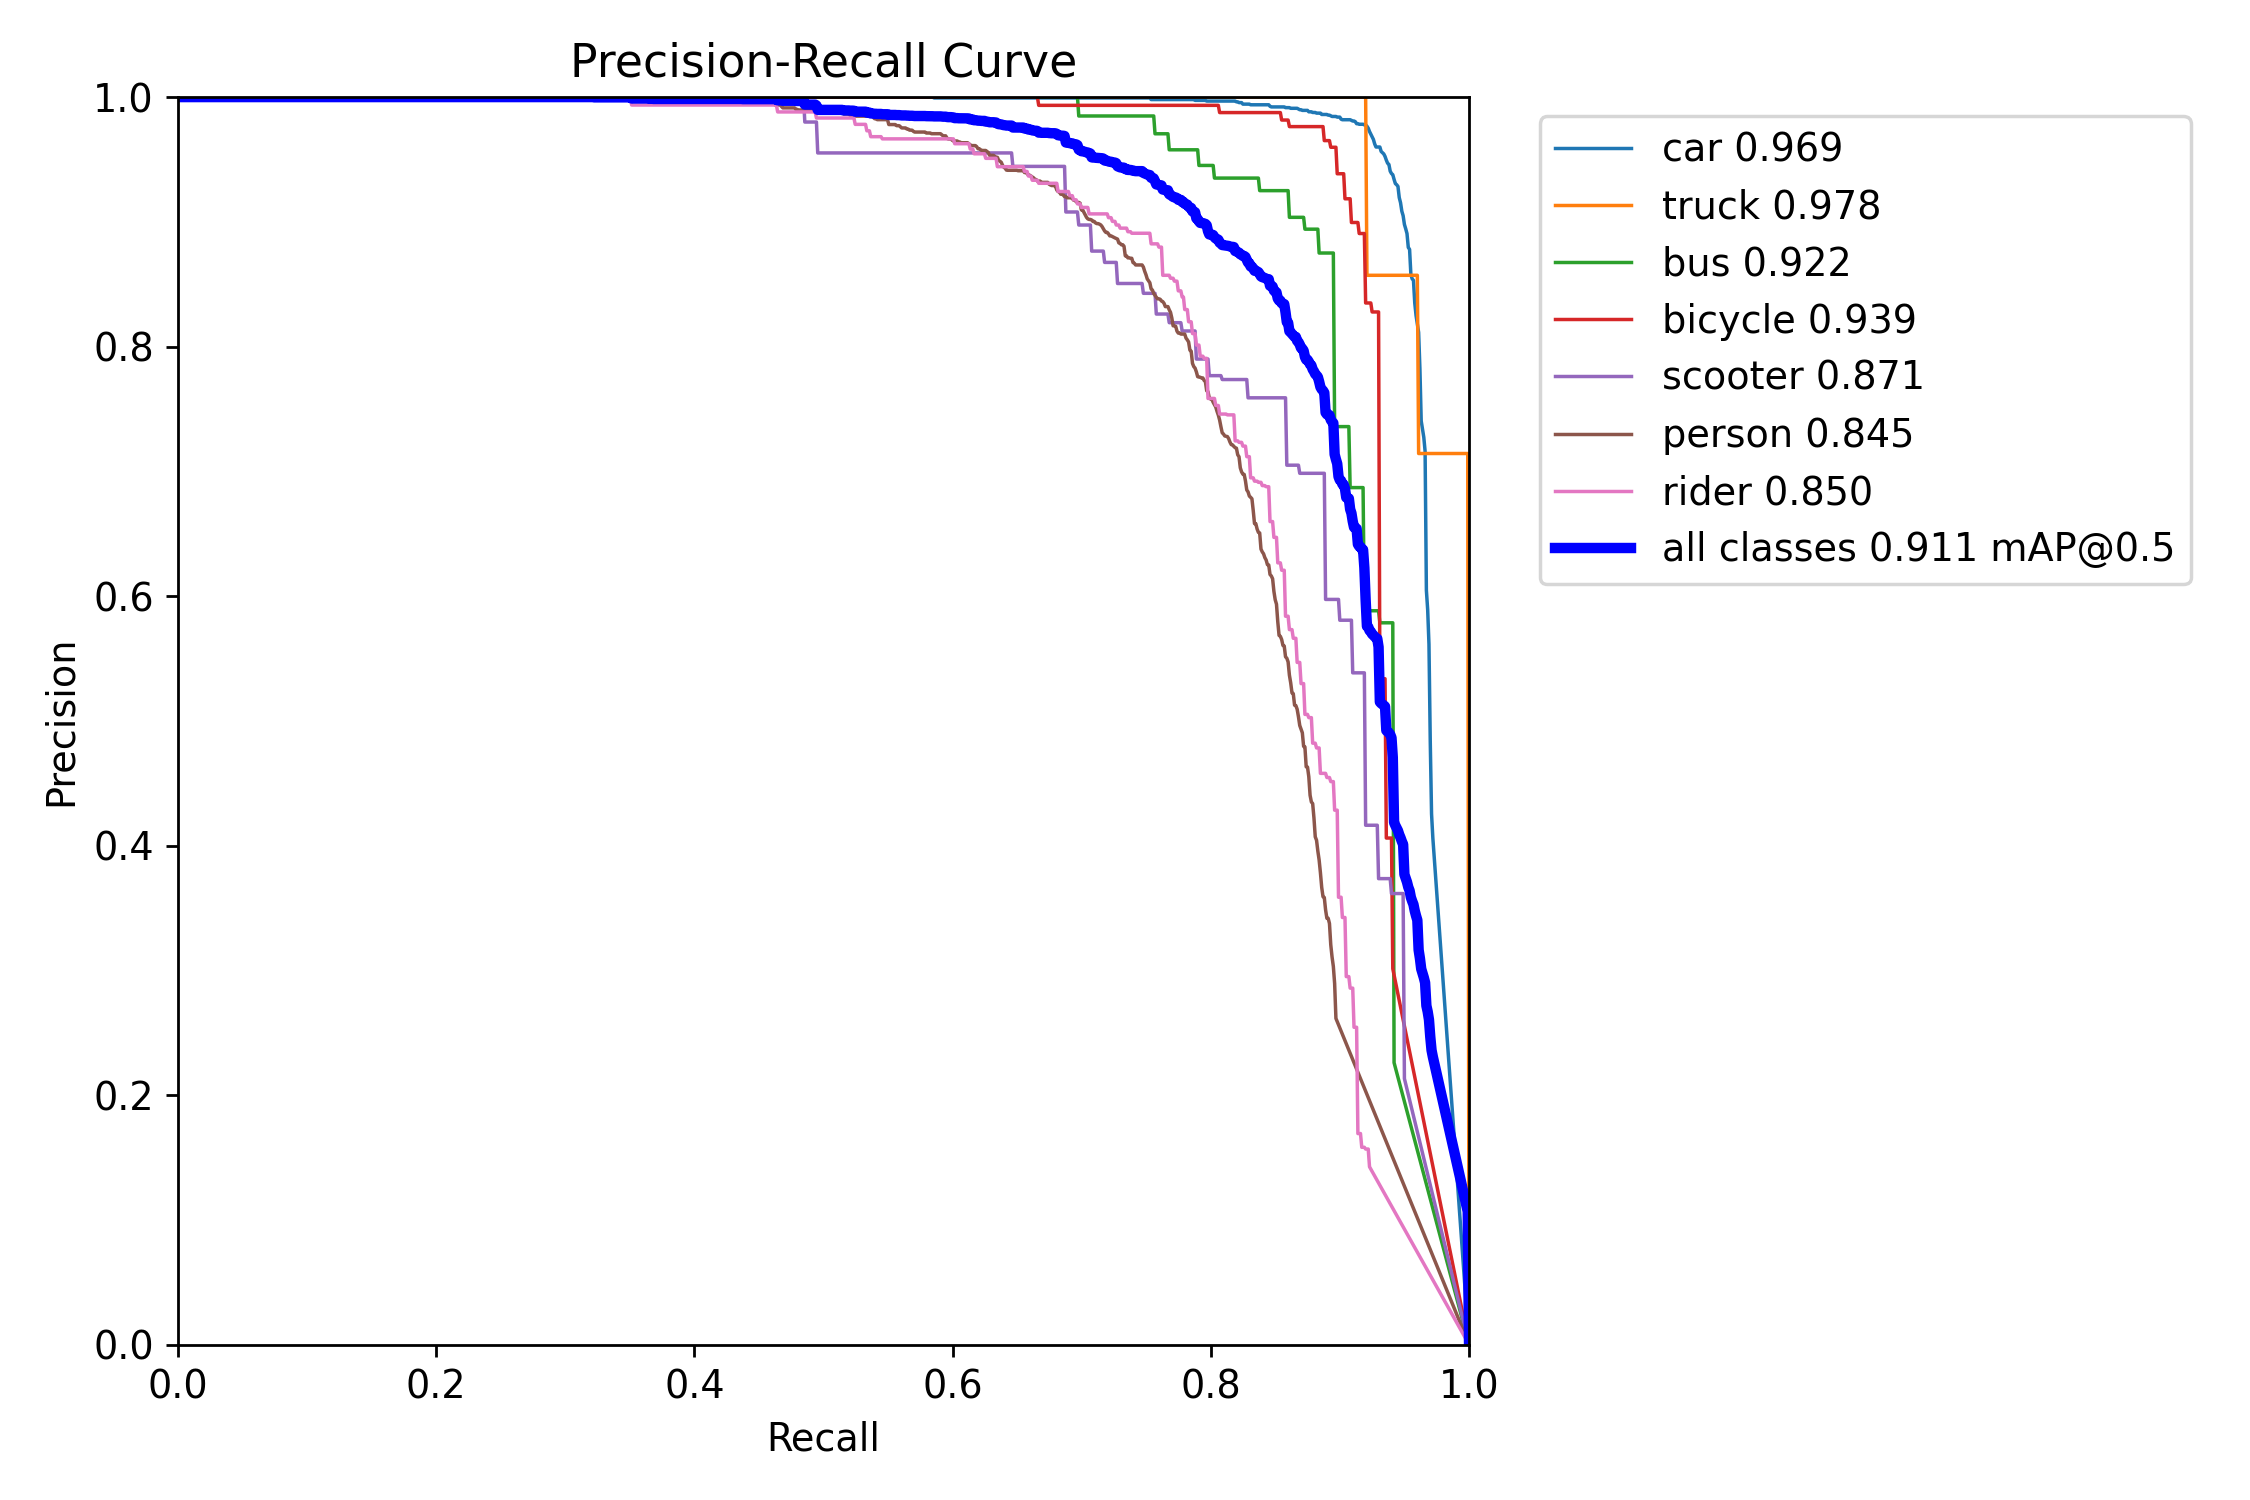 Precision-Recall Curve
1.0
0.8
0.6
0.4
0.2
0.0
Precision
0.0 0.2 0.4 0.6 0.8 1.0
Recall
car 0.969
truck 0.978
bus 0.922
bicycle 0.939
scooter 0.871
person 0.845
rider 0.850
all classes 0.911 mAP@0.5